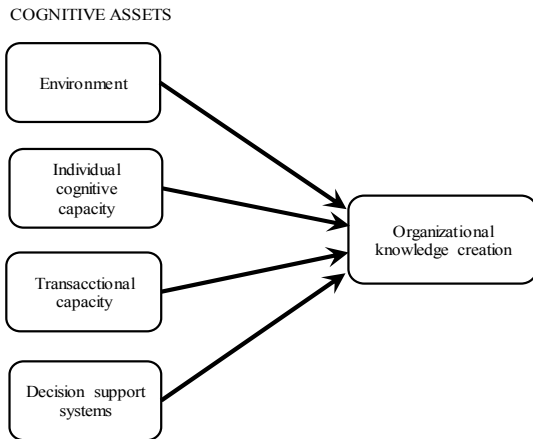 COGNITIVE ASSETS
Environment
Individual
cognitive
capacity
Organizational
knowledge creation
Transacctional
capacity
Decision support
systems